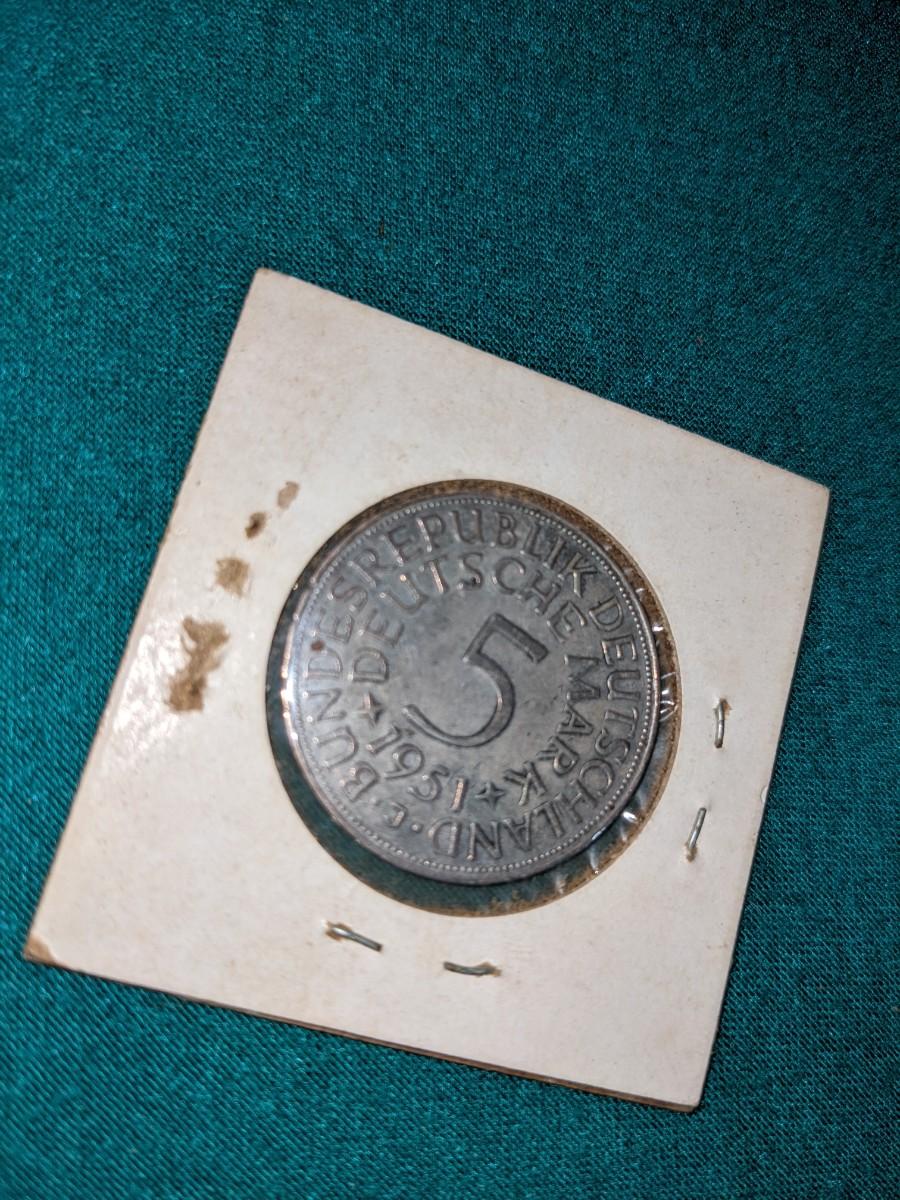 BUNDESREPUBLIK DEUTSCHLAND · G ·
DEUTSCHE MARK
5
1951